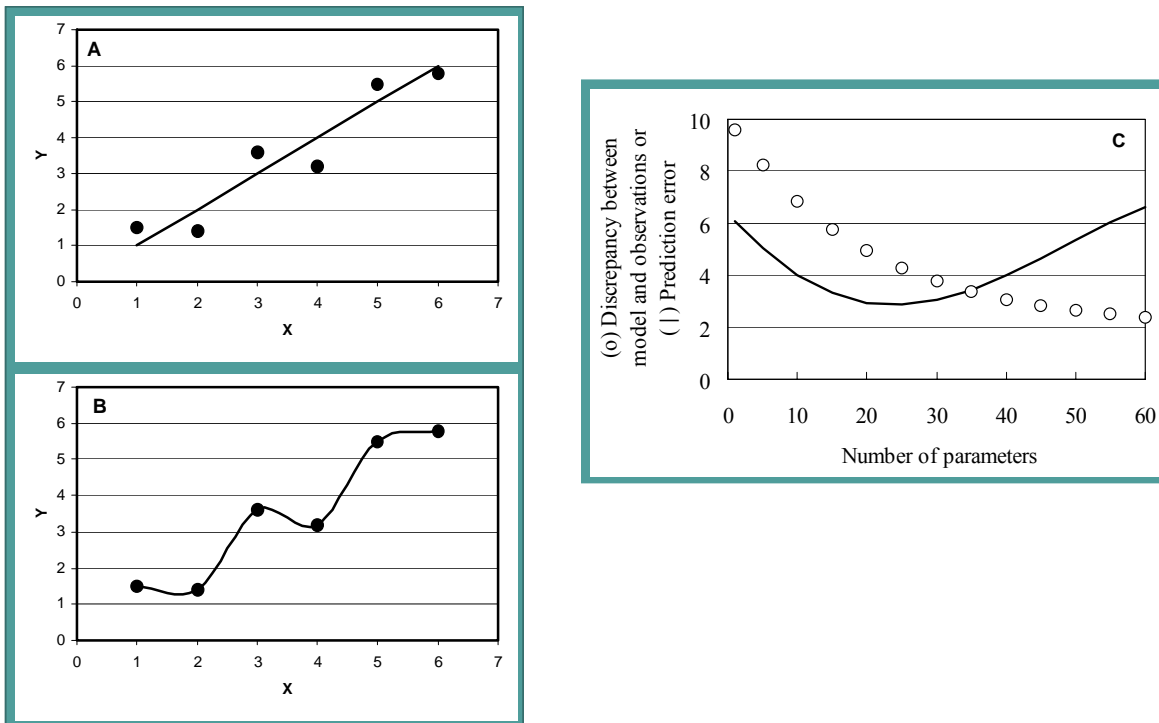 A
7
6
5
4
3
2
1
0
Y
0 1 2 3 4 5 6 7
X
B
7
6
5
4
3
2
1
0
Y
0 1 2 3 4 5 6 7
X
C
(o) Discrepancy between
model and observations or
(|) Prediction error
10
8
6
4
2
0
0 10 20 30 40 50 60
Number of parameters